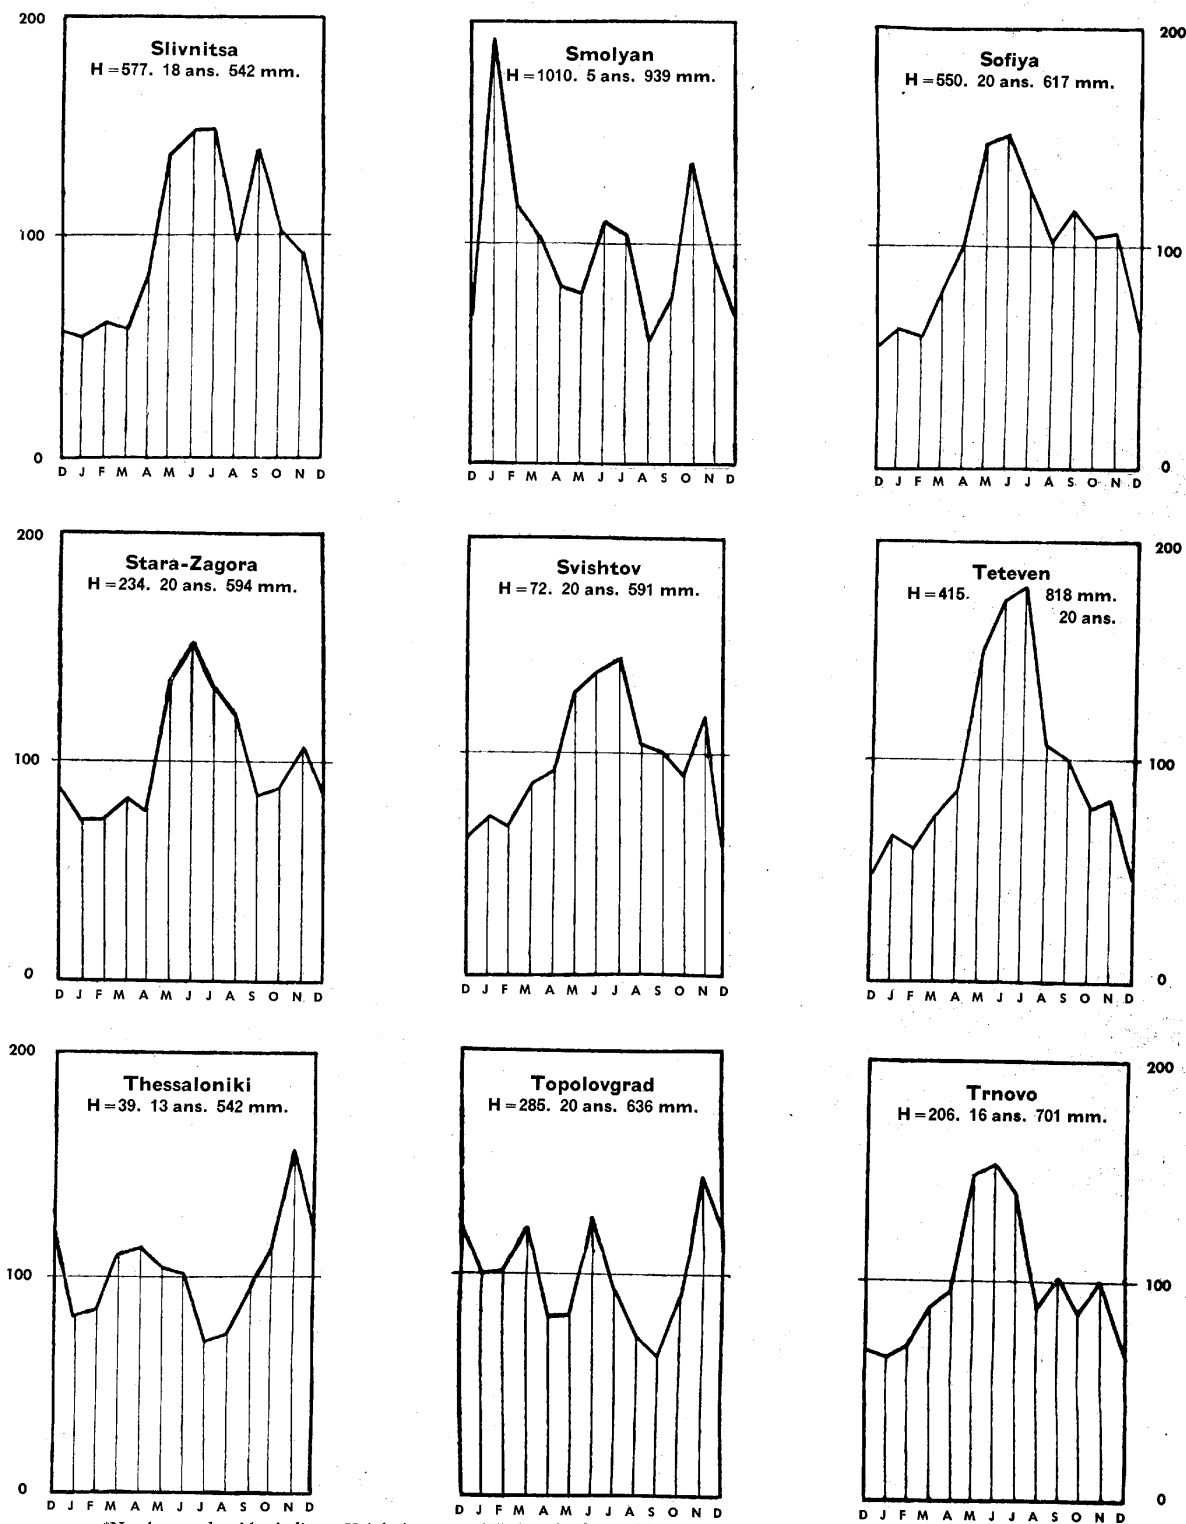 200
Slivnitsa
H = 577. 18 ans. 542 mm.
100
0
D J F M A M J J A S O N D
Smolyan
H = 1010. 5 ans. 939 mm.
D J F M A M J J A S O N D
200
Sofiya
H = 550. 20 ans. 617 mm.
100
0
D J F M A M J J A S O N D
200
Stara-Zagora
H = 234. 20 ans. 594 mm.
100
0
D J F M A M J J A S O N D
Svishtov
H = 72. 20 ans. 591 mm.
D J F M A M J J A S O N D
200
Teteven
H = 415. 818 mm.
20 ans.
100
0
D J F M A M J J A S O N D
200
Thessaloniki
H = 39. 13 ans. 542 mm.
100
0
D J F M A M J J A S O N D
Topolovgrad
H = 285. 20 ans. 636 mm.
D J F M A M J J A S O N D
200
Trnovo
H = 206. 16 ans. 701 mm.
100
0
D J F M A M J J A S O N D